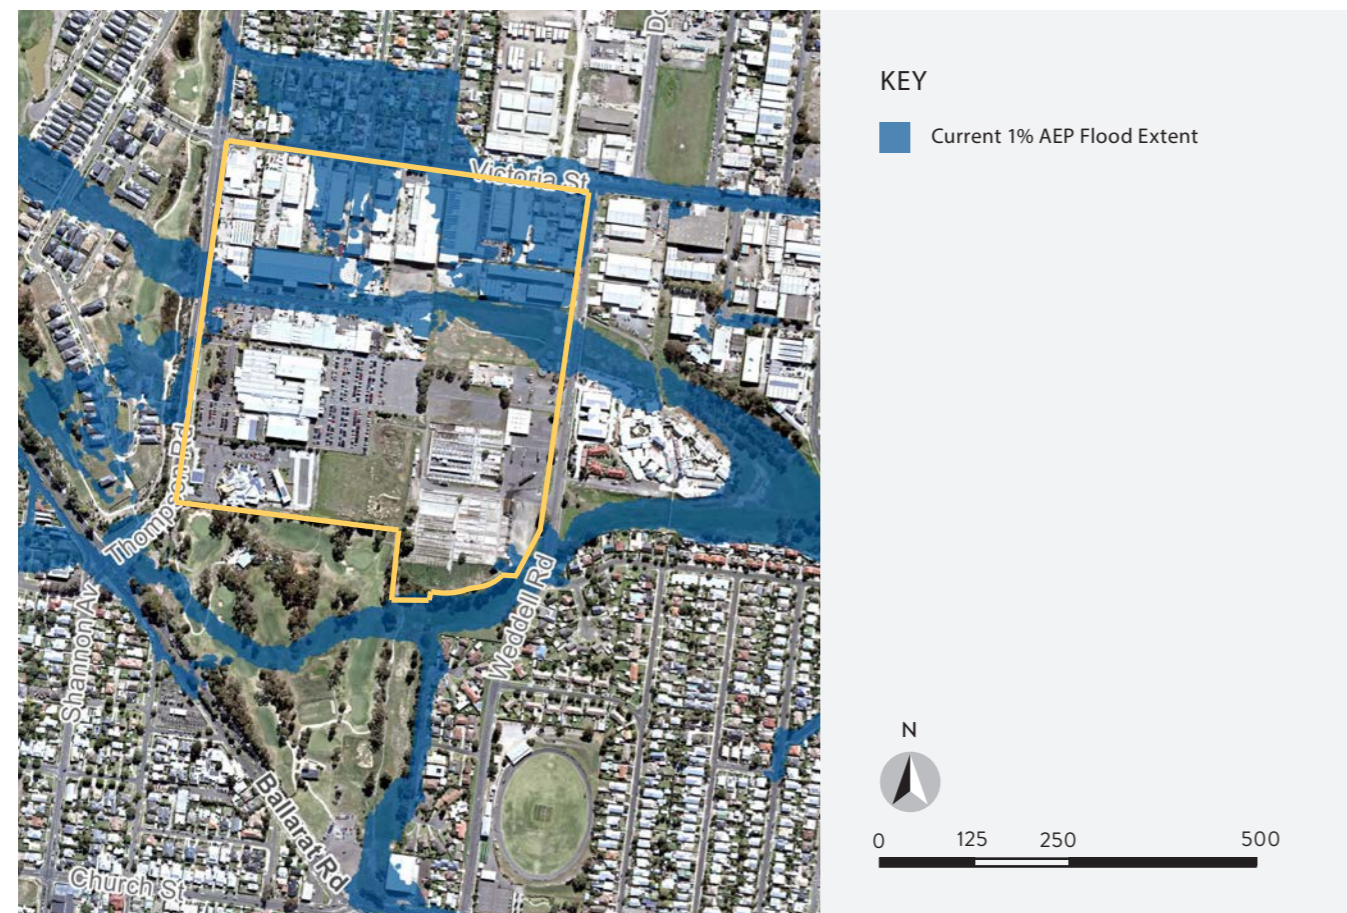 KEY
Current 1% AEP Flood Extent
Victoria St
Thompson Rd
Shannon Av
Weddell Rd
Ballarat Rd
Church St
N
0 125 250 500